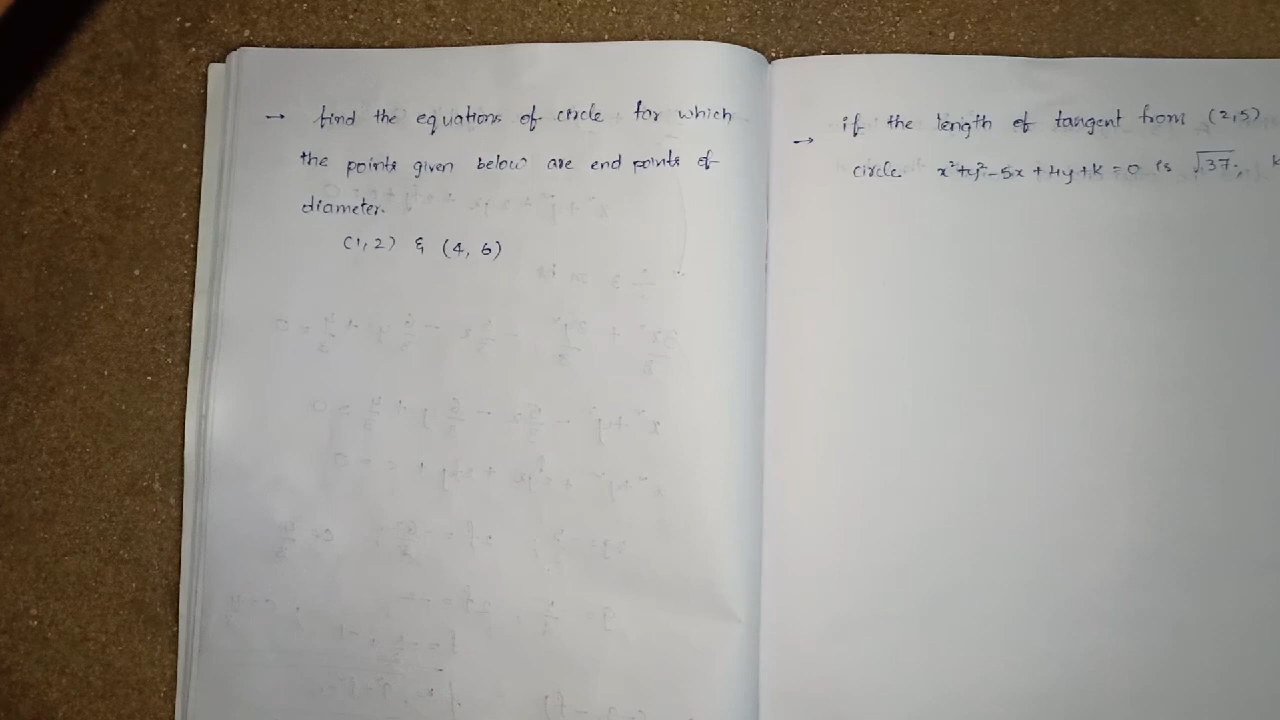 → find the equations of circle for which
the points given below are end points of
diameter.
(1,2) & (4, 6)
→ if the length of tangent from (2,5)
circle x²+y²-5x+4y+k=0 is √37; k